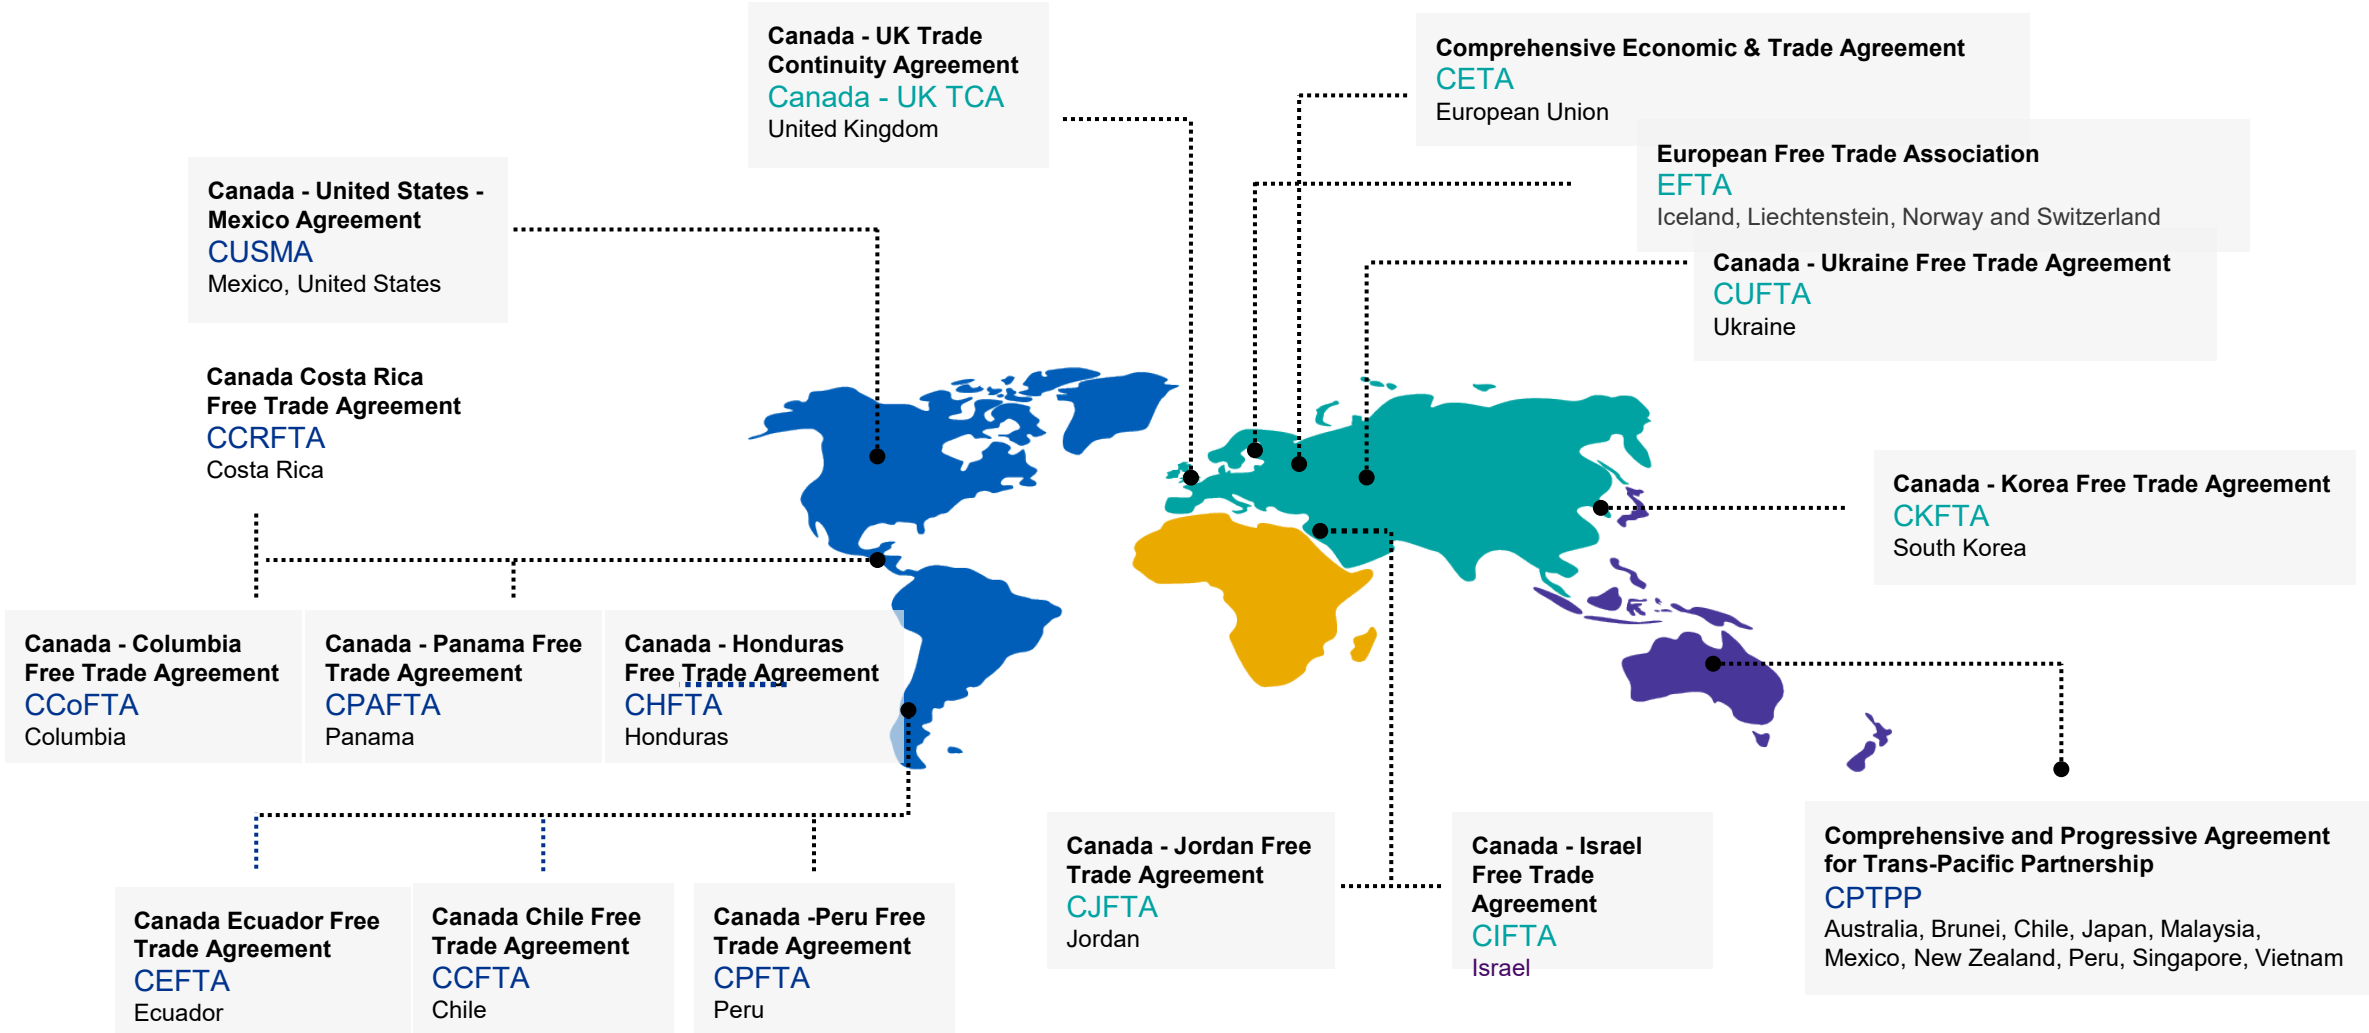 Canada - UK Trade
Continuity Agreement
Canada - UK TCA
United Kingdom
Comprehensive Economic & Trade Agreement
CETA
European Union
European Free Trade Association
EFTA
Iceland, Liechtenstein, Norway and Switzerland
Canada - United States -
Mexico Agreement
CUSMA
Mexico, United States
Canada - Ukraine Free Trade Agreement
CUFTA
Ukraine
Canada Costa Rica
Free Trade Agreement
CCRFTA
Costa Rica
Canada - Korea Free Trade Agreement
CKFTA
South Korea
Canada - Columbia
Free Trade Agreement
CCoFTA
Columbia
Canada - Panama Free
Trade Agreement
CPAFTA
Panama
Canada - Honduras
Free Trade Agreement
CHFTA
Honduras
Canada Ecuador Free
Trade Agreement
CEFTA
Ecuador
Canada Chile Free
Trade Agreement
CCFTA
Chile
Canada -Peru Free
Trade Agreement
CPFTA
Peru
Canada - Jordan Free
Trade Agreement
CJFTA
Jordan
Canada - Israel
Free Trade
Agreement
CIFTA
Israel
Comprehensive and Progressive Agreement
for Trans-Pacific Partnership
CPTPP
Australia, Brunei, Chile, Japan, Malaysia,
Mexico, New Zealand, Peru, Singapore, Vietnam